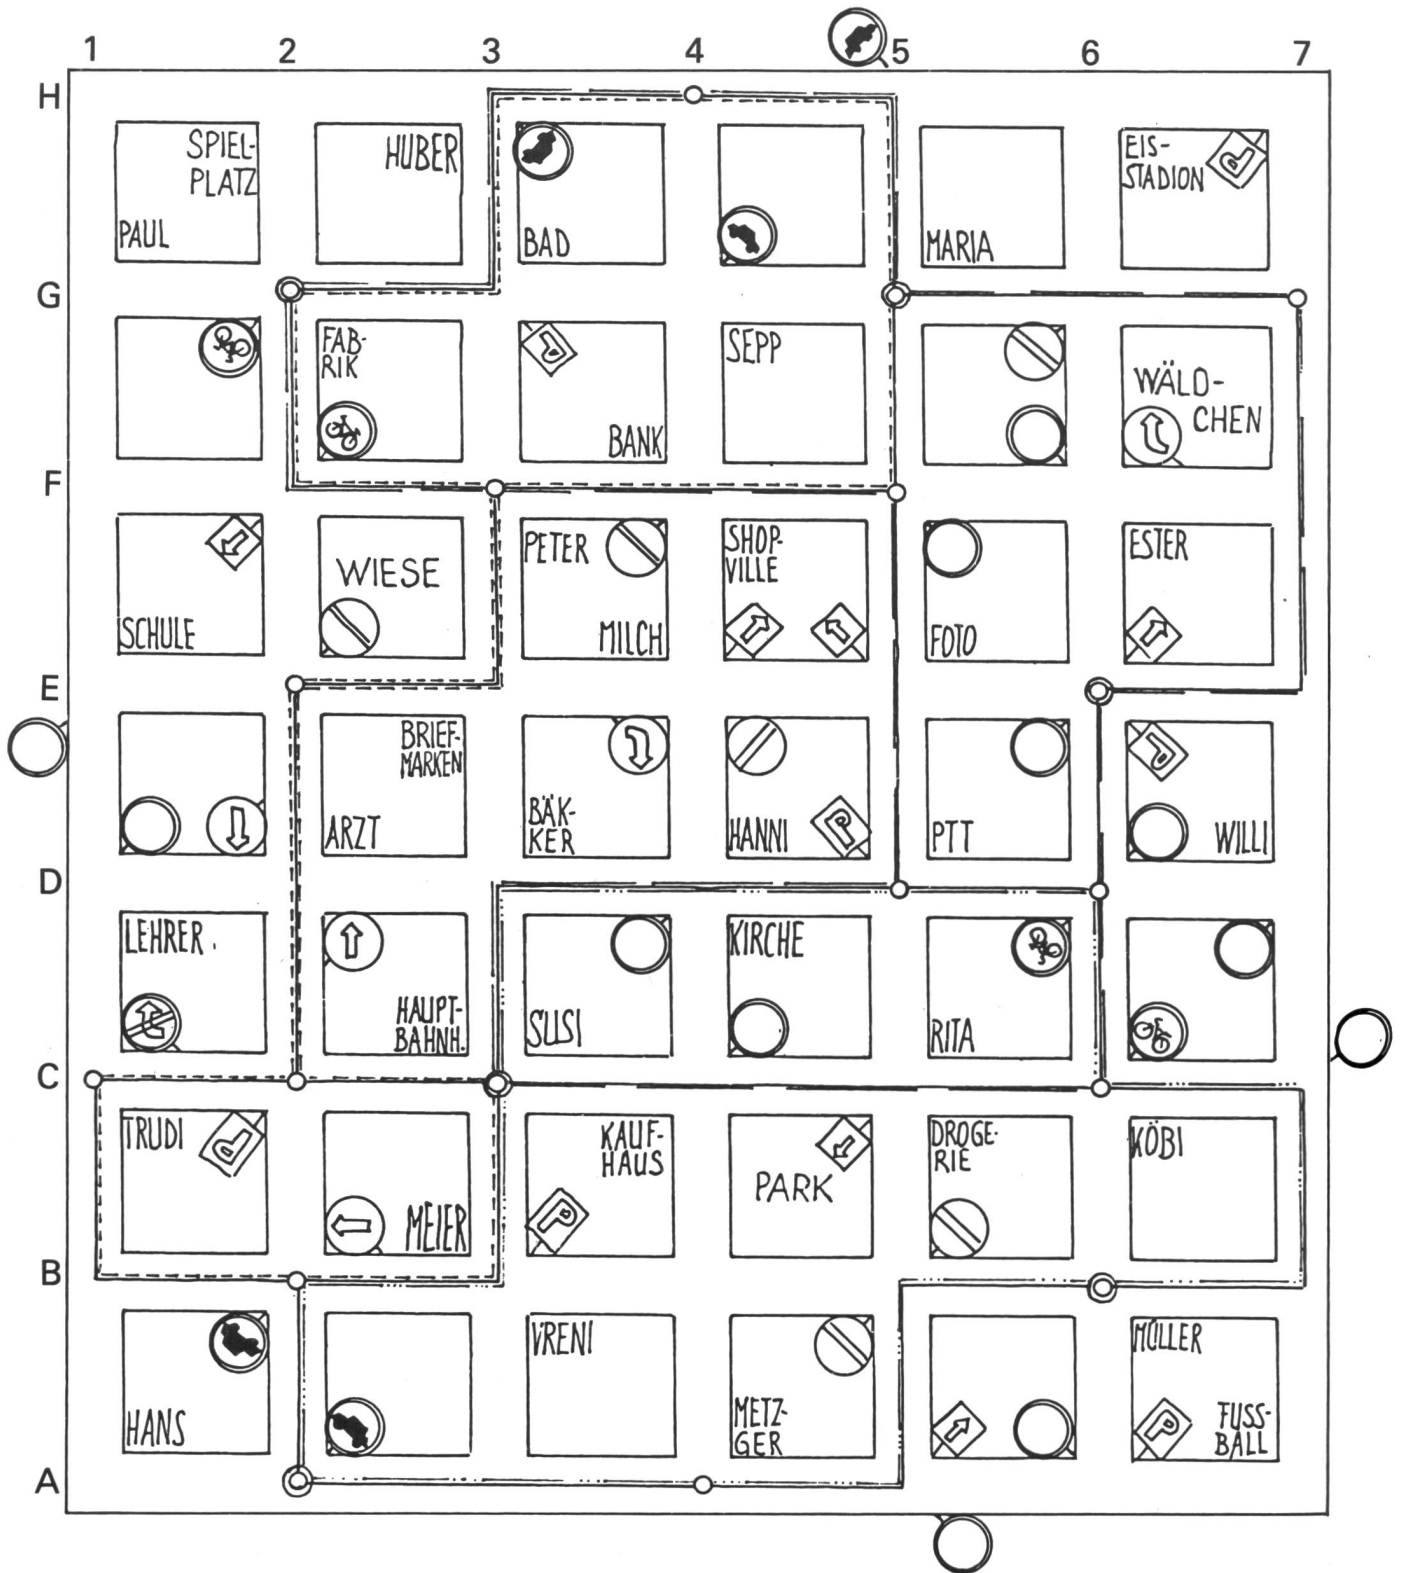 1 2 3 4 5 6 7
H
SPIEL-
PLATZ
PAUL
HUBER
BAD
MARIA
EIS-
STADION
P
G
FAB-
RIK
P
BANK
SEPP
WÄLD-
CHEN
F
SCHULE
WIESE
PETER
MILCH
SHOP-
VILLE
FOTO
ESTER
E
BRIEF-
MARKEN
ARZT
BÄK-
KER
HANNI
P
PTT
P
WILLI
D
LEHRER
HAUPT-
BAHNH.
SUSI
KIRCHE
RITA
C
TRUDI
P
MEIER
KAUF-
HAUS
P
PARK
DROGE-
RIE
KÖBI
B
HANS
VRENI
METZ-
GER
MÜLLER
P
FUSS-
BALL
A